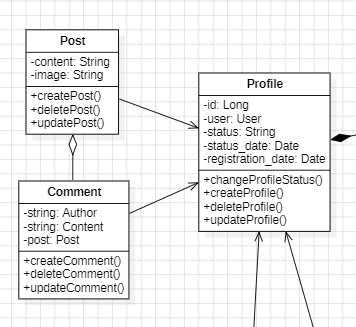 Post
-content: String
-image: String
+createPost()
+deletePost()
+updatePost()
Profile
-id: Long
-user: User
-status: String
-status_date: Date
-registration_date: Date
+changeProfileStatus()
+createProfile()
+deleteProfile()
+updateProfile()
Comment
-string: Author
-string: Content
-post: Post
+createComment()
+deleteComment()
+updateComment()